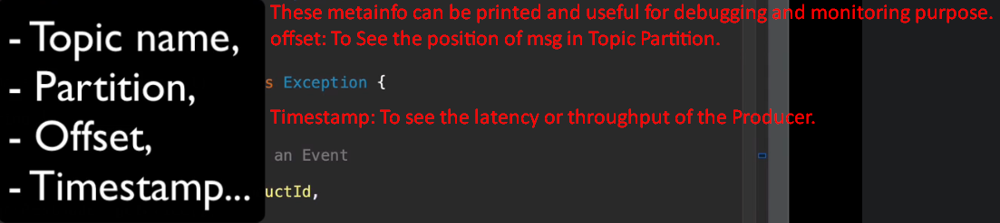 These metainfo can be printed and useful for debugging and monitoring purpose.
- Topic name,
offset: To See the position of msg in Topic Partition.
- Partition,
s Exception {
Timestamp: To see the latency or throughput of the Producer.
- Offset,
an Event
- Timestamp...
uctId,